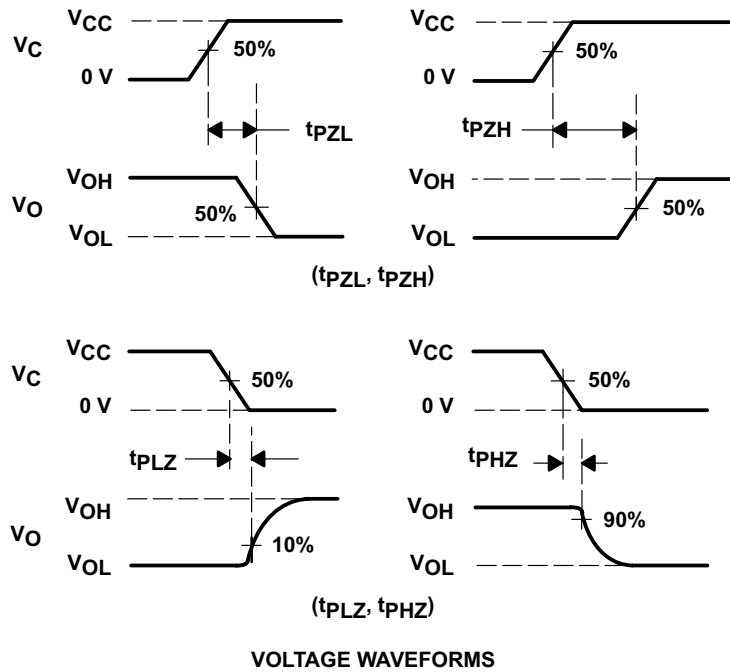 VCC
VCC
VC
50%
50%
0 V
0 V
tPZL
tPZH
VOH
VOH
VO
50%
50%
VOL
VOL
(tPZL, tPZH)
VCC
VCC
VC
50%
50%
0 V
0 V
tPLZ
tPHZ
VOH
VOH
90%
VO
10%
VOL
VOL
(tPLZ, tPHZ)
VOLTAGE WAVEFORMS